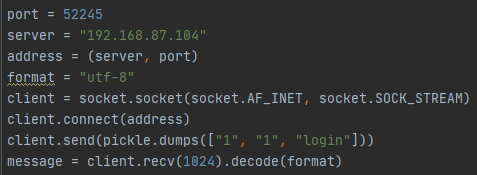 port = 52245
server = "192.168.87.104"
address = (server, port)
format = "utf-8"
client = socket.socket(socket.AF_INET, socket.SOCK_STREAM)
client.connect(address)
client.send(pickle.dumps(["1", "1", "login"]))
message = client.recv(1024).decode(format)